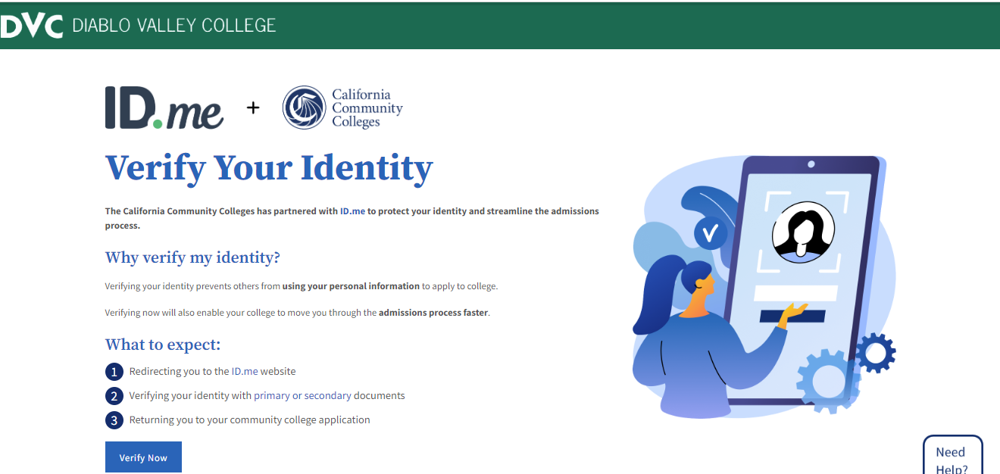 DVC DIABLO VALLEY COLLEGE
ID.me + California
Community
Colleges
Verify Your Identity
The California Community Colleges has partnered with ID.me to protect your identity and streamline the admissions
process.
Why verify my identity?
Verifying your identity prevents others from using your personal information to apply to college.
Verifying now will also enable your college to move you through the admissions process faster.
What to expect:
1 Redirecting you to the ID.me website
2 Verifying your identity with primary or secondary documents
3 Returning you to your community college application
Verify Now
Need
Help?